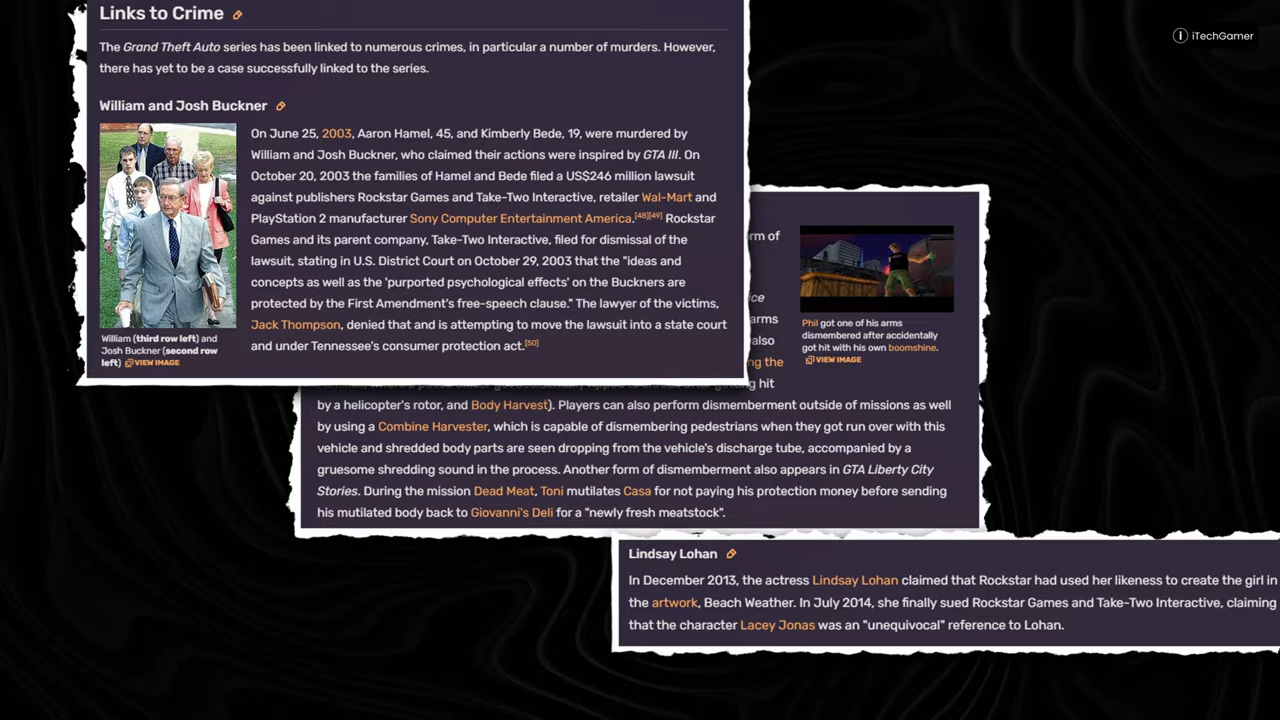 Links to Crime
iTechGamer
The Grand Theft Auto series has been linked to numerous crimes, in particular a number of murders. However,
there has yet to be a case successfully linked to the series.
William and Josh Buckner
On June 25, 2003, Aaron Hamel, 45, and Kimberly Bede, 19, were murdered by
William and Josh Buckner, who claimed their actions were inspired by GTA III. On
October 20, 2003 the families of Hamel and Bede filed a US$246 million lawsuit
against publishers Rockstar Games and Take-Two Interactive, retailer Wal-Mart and
PlayStation 2 manufacturer Sony Computer Entertainment America.[48][49] Rockstar
Games and its parent company, Take-Two Interactive, filed for dismissal of the
lawsuit, stating in U.S. District Court on October 29, 2003 that the "ideas and
concepts as well as the 'purported psychological effects' on the Buckners are
protected by the First Amendment's free-speech clause." The lawyer of the victims,
Jack Thompson, denied that and is attempting to move the lawsuit into a state court
and under Tennessee's consumer protection act.[50]
William (third row left) and
Josh Buckner (second row
left) VIEW IMAGE
rm of
ice
arms
also
ng the
hit
by a helicopter's rotor, and Body Harvest). Players can also perform dismemberment outside of missions as well
by using a Combine Harvester, which is capable of dismembering pedestrians when they got run over with this
vehicle and shredded body parts are seen dropping from the vehicle's discharge tube, accompanied by a
gruesome shredding sound in the process. Another form of dismemberment also appears in GTA Liberty City
Stories. During the mission Dead Meat, Toni mutilates Casa for not paying his protection money before sending
his mutilated body back to Giovanni's Deli for a "newly fresh meatstock".
Phil got one of his arms
dismembered after accidentally
got hit with his own boomshine.
VIEW IMAGE
Lindsay Lohan
In December 2013, the actress Lindsay Lohan claimed that Rockstar had used her likeness to create the girl in
the artwork, Beach Weather. In July 2014, she finally sued Rockstar Games and Take-Two Interactive, claiming
that the character Lacey Jonas was an "unequivocal" reference to Lohan.